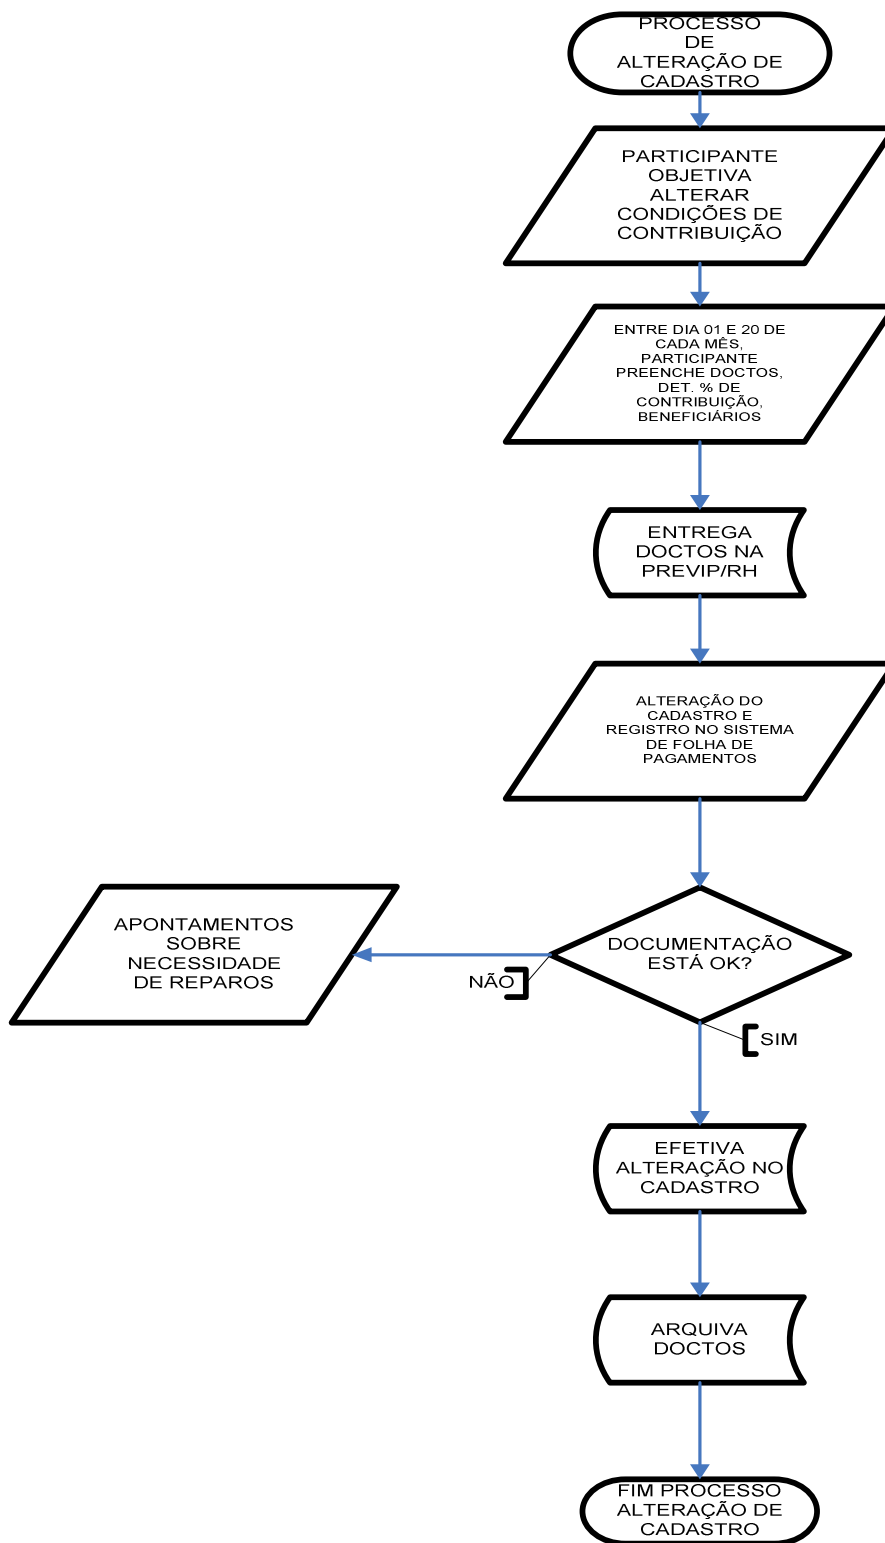 PROCESSO
DE
ALTERAÇÃO DE
CADASTRO
PARTICIPANTE
OBJETIVA
ALTERAR
CONDIÇÕES DE
CONTRIBUIÇÃO
ENTRE DIA 01 E 20 DE
CADA MÊS,
PARTICIPANTE
PREENCHE DOCTOS,
DET. % DE
CONTRIBUIÇÃO,
BENEFICIÁRIOS
ENTREGA
DOCTOS NA
PREVIP/RH
ALTERAÇÃO DO
CADASTRO E
REGISTRO NO SISTEMA
DE FOLHA DE
PAGAMENTOS
DOCUMENTAÇÃO
ESTÁ OK?
NÃO
APONTAMENTOS
SOBRE
NECESSIDADE
DE REPAROS
SIM
EFETIVA
ALTERAÇÃO NO
CADASTRO
ARQUIVA
DOCTOS
FIM PROCESSO
ALTERAÇÃO DE
CADASTRO